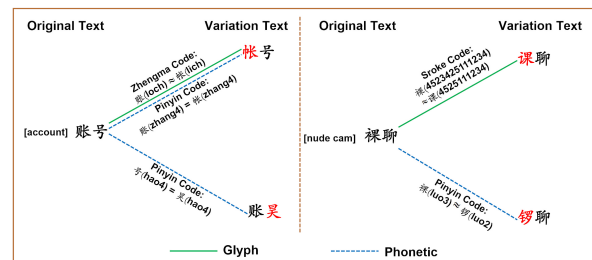 Original Text
Variation Text
Zhengma Code:
账(loch) ≈ 帐(lich)
帐号
Pinyin Code:
账(zhang4) = 帐(zhang4)
[account] 账号
Pinyin Code:
号(hao4) = 昊(hao4)
账昊
Original Text
Variation Text
Sroke Code:
裸(4523425111234)
≈课(4525111234)
课聊
[nude cam] 裸聊
Pinyin Code:
裸(luo3) ≈ 锣(luo2)
锣聊
Glyph
Phonetic